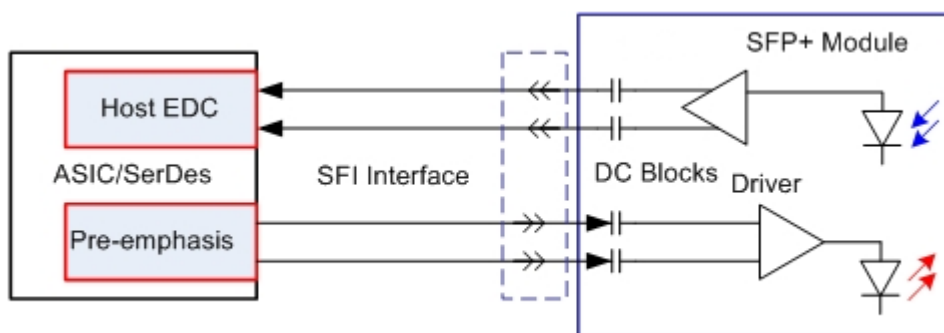 SFP+ Module
Host EDC
ASIC/SerDes
SFI Interface
DC Blocks
Driver
Pre-emphasis